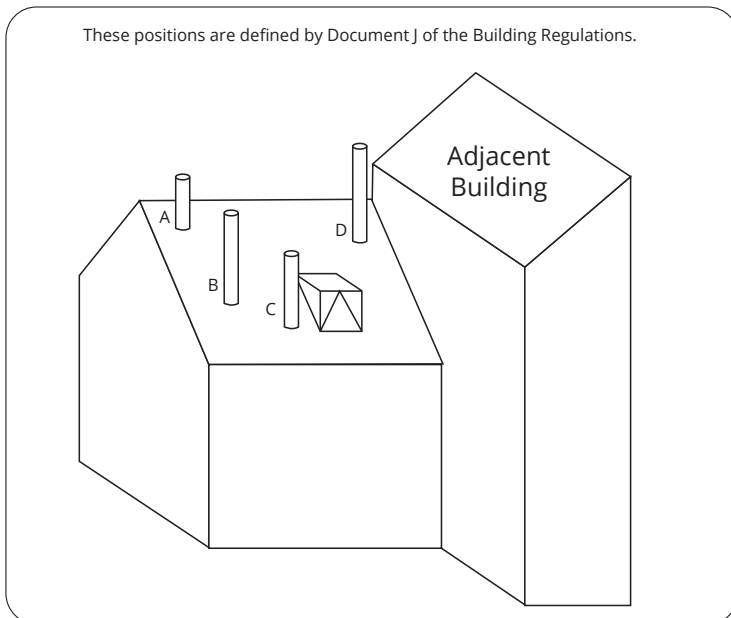 These positions are defined by Document J of the Building Regulations.
Adjacent
Building
A
D
B
C